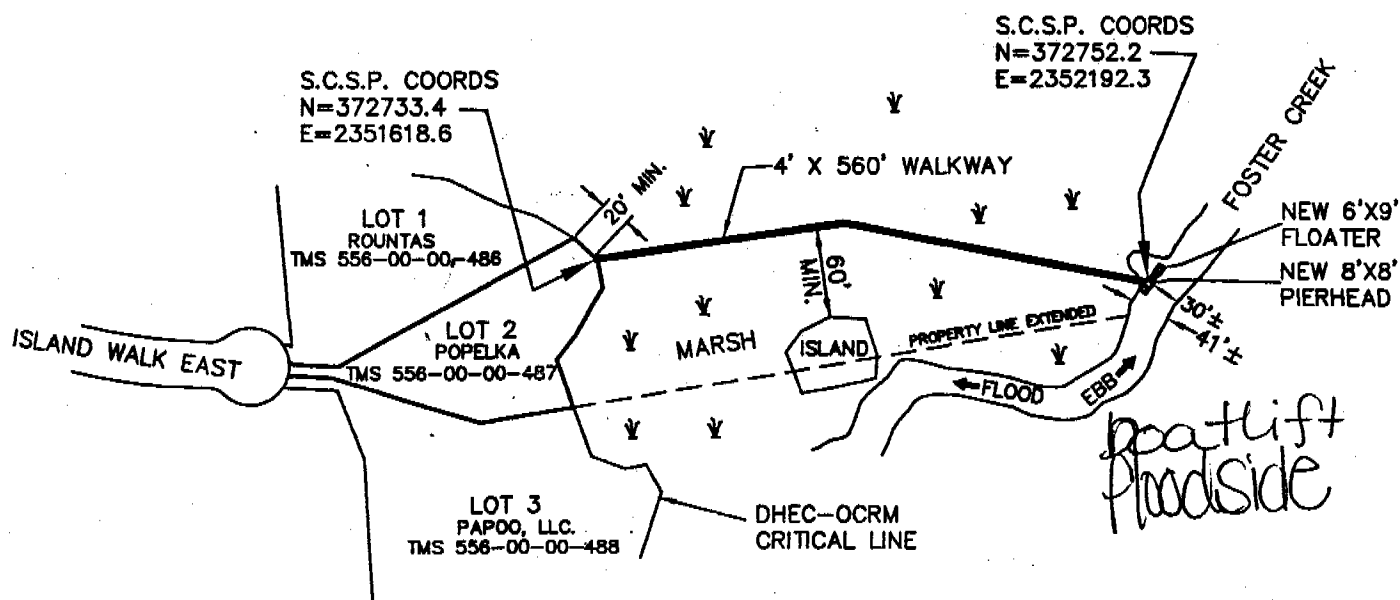 S.C.S.P. COORDS
N=372752.2
E=2352192.3
S.C.S.P. COORDS
N=372733.4
E=2351618.6
FOSTER CREEK
4' X 560' WALKWAY
20' MIN.
NEW 6'X9'
FLOATER
NEW 8'X8'
PIERHEAD
LOT 1
ROUNTAS
TMS 556-00-00-486
60'
MIN.
30'±
41'±
PROPERTY LINE EXTENDED
ISLAND WALK EAST
LOT 2
POPELKA
TMS 556-00-00-487
MARSH
ISLAND
FLOOD
EBB
boatlift
floodside
LOT 3
PAPOO, LLC.
TMS 556-00-00-488
DHEC-OCRM
CRITICAL LINE